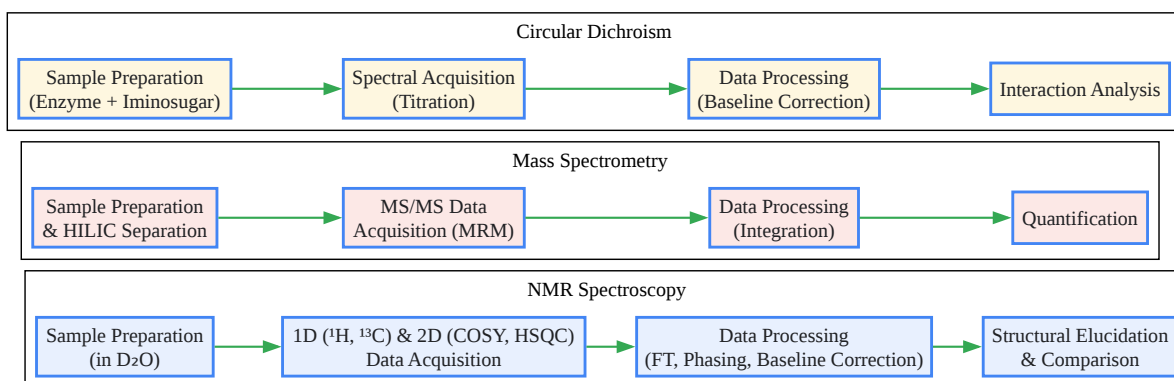 Circular Dichroism
Sample Preparation
(Enzyme + Iminosugar)
Spectral Acquisition
(Titration)
Data Processing
(Baseline Correction)
Interaction Analysis
Mass Spectrometry
Sample Preparation
& HILIC Separation
MS/MS Data
Acquisition (MRM)
Data Processing
(Integration)
Quantification
NMR Spectroscopy
Sample Preparation
(in D₂O)
1D (¹H, ¹³C) & 2D (COSY, HSQC)
Data Acquisition
Data Processing
(FT, Phasing, Baseline Correction)
Structural Elucidation
& Comparison